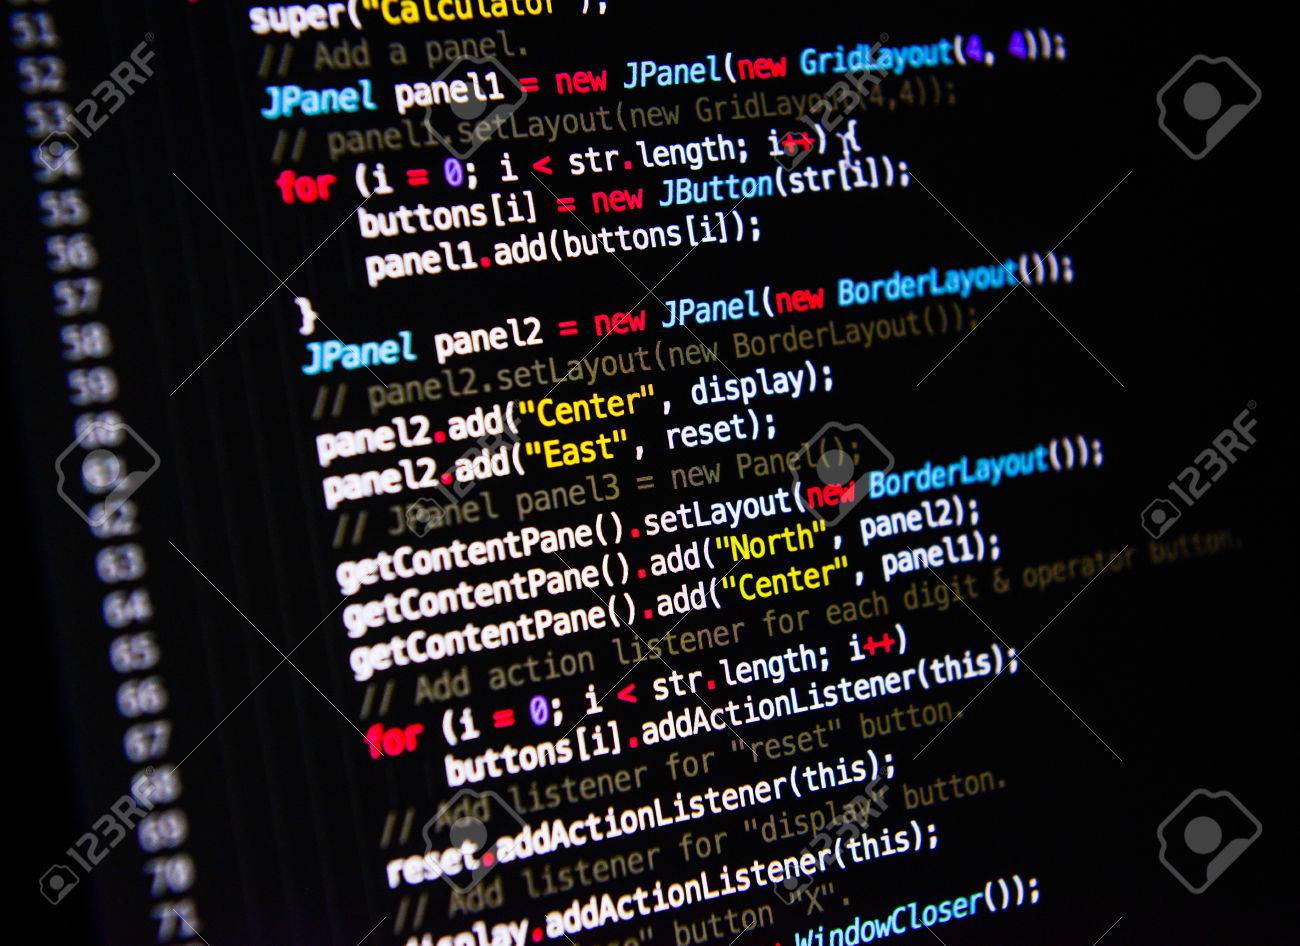 super("Calculator");
// Add a panel.
JPanel panel1 = new JPanel(new GridLayout(4, 4));
// panel1.setLayout(new GridLayout(4,4));
for (i = 0; i < str.length; i++) {
buttons[i] = new JButton(str[i]);
panel1.add(buttons[i]);
}
JPanel panel2 = new JPanel(new BorderLayout());
// panel2.setLayout(new BorderLayout());
panel2.add("Center", display);
panel2.add("East", reset);
// JPanel panel3 = new Panel();
getContentPane().setLayout(new BorderLayout());
getContentPane().add("North", panel2);
getContentPane().add("Center", panel1);
// Add action listener for each digit & operator button.
for (i = 0; i < str.length; i++)
buttons[i].addActionListener(this);
// Add listener for "reset" button.
reset.addActionListener(this);
// Add listener for "display" button.
display.addActionListener(this);
button "X".
WindowCloser());
51
52
53
54
55
56
57
58
59
60
61
62
63
64
65
66
67
68
69
70
71
123RF
123RF
123RF
123RF
123RF
123RF
123RF